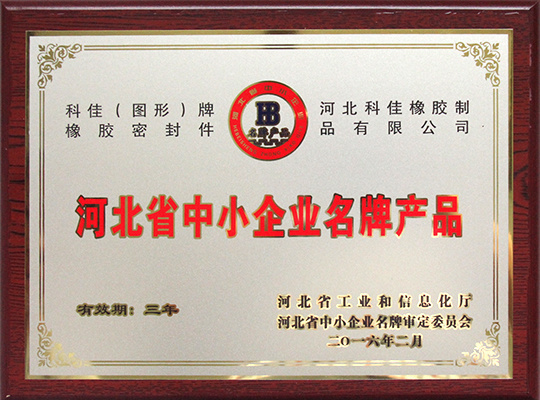 科佳（图形）牌
橡胶密封件
河北科佳橡胶制
品有限公司
名牌产品
河北省中小企业名牌产品
有效期：三年
河北省工业和信息化厅
河北省中小企业名牌审定委员会
二〇一六年二月